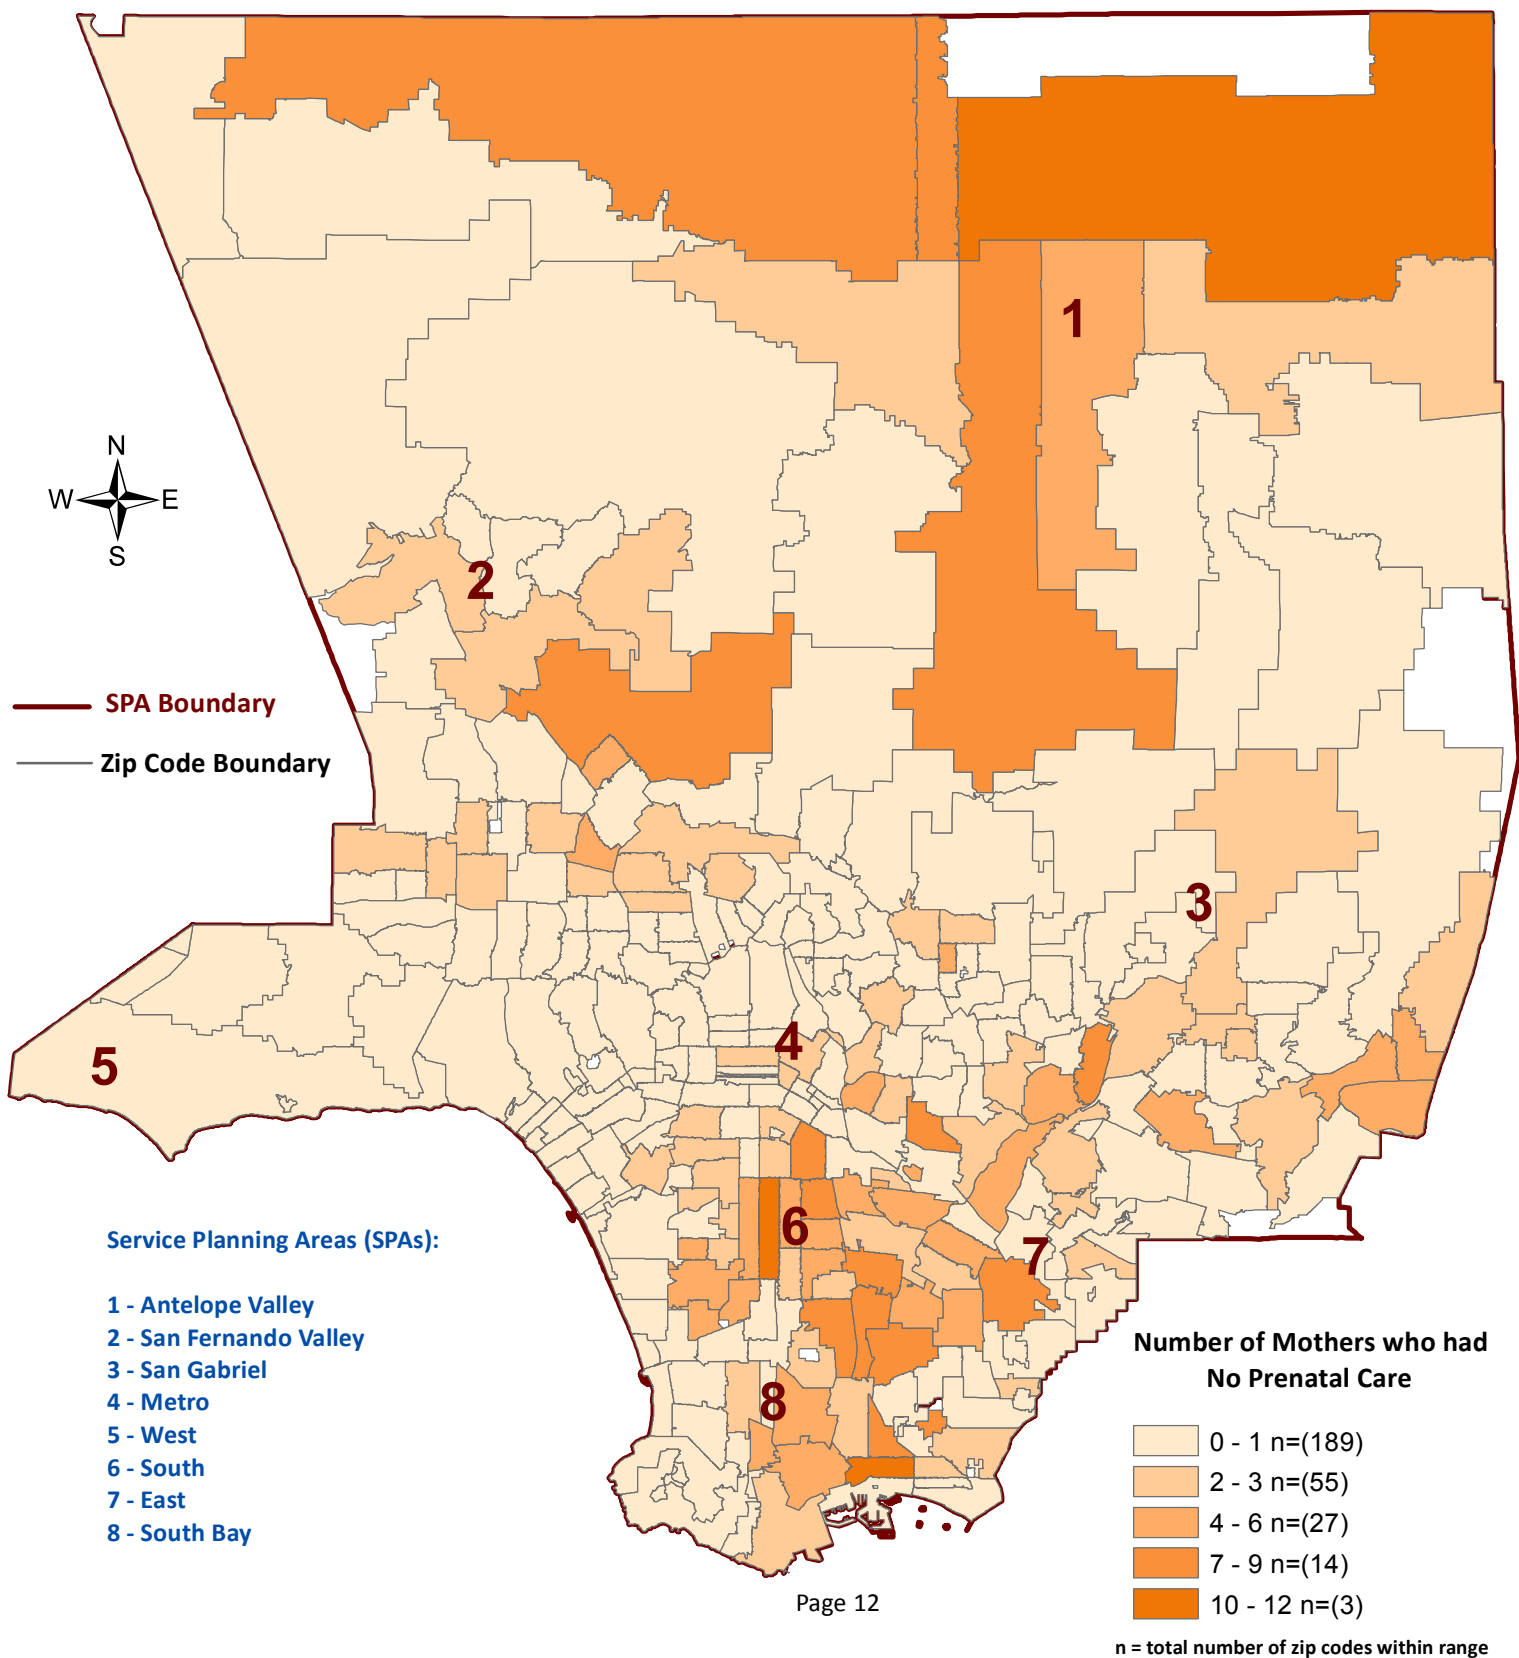 1
N
W E
S
2
SPA Boundary
Zip Code Boundary
3
4
5
6
7
8
Service Planning Areas (SPAs):
1 - Antelope Valley
2 - San Fernando Valley
3 - San Gabriel
4 - Metro
5 - West
6 - South
7 - East
8 - South Bay
Number of Mothers who had
No Prenatal Care
0 - 1 n=(189)
2 - 3 n=(55)
4 - 6 n=(27)
7 - 9 n=(14)
10 - 12 n=(3)
n = total number of zip codes within range
Page 12